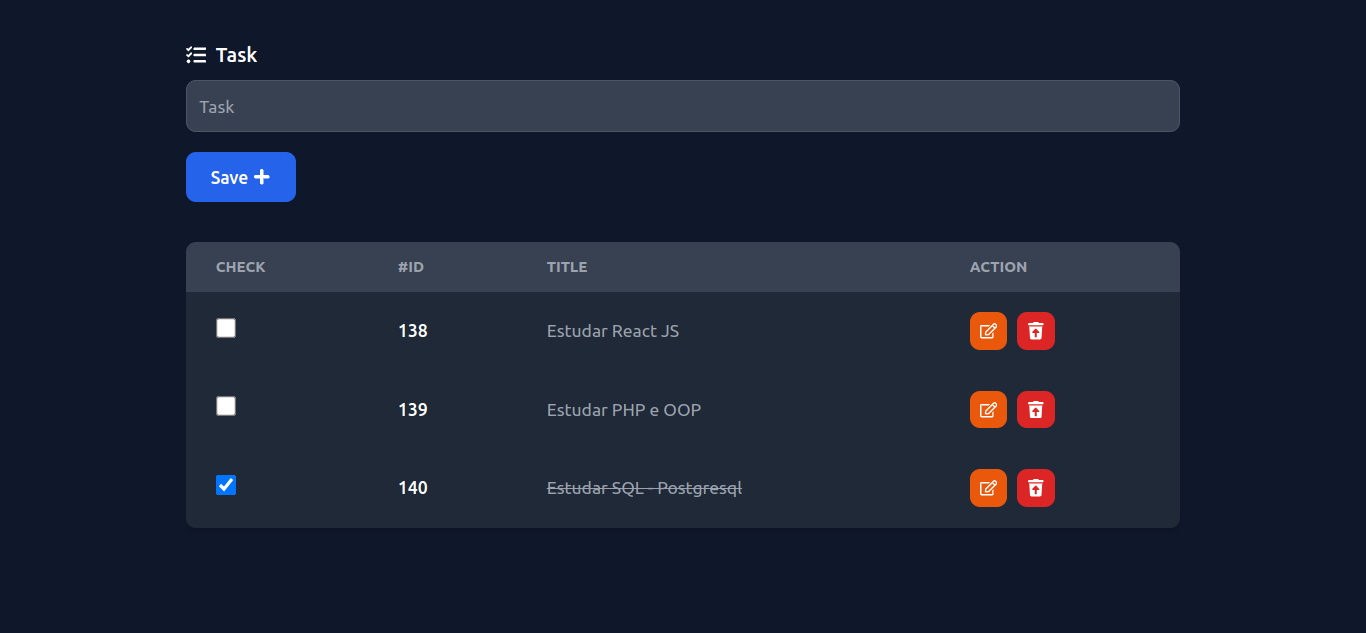 Task
Task
Save
CHECK #ID TITLE ACTION
138 Estudar React JS
139 Estudar PHP e OOP
140 Estudar SQL - Postgresql